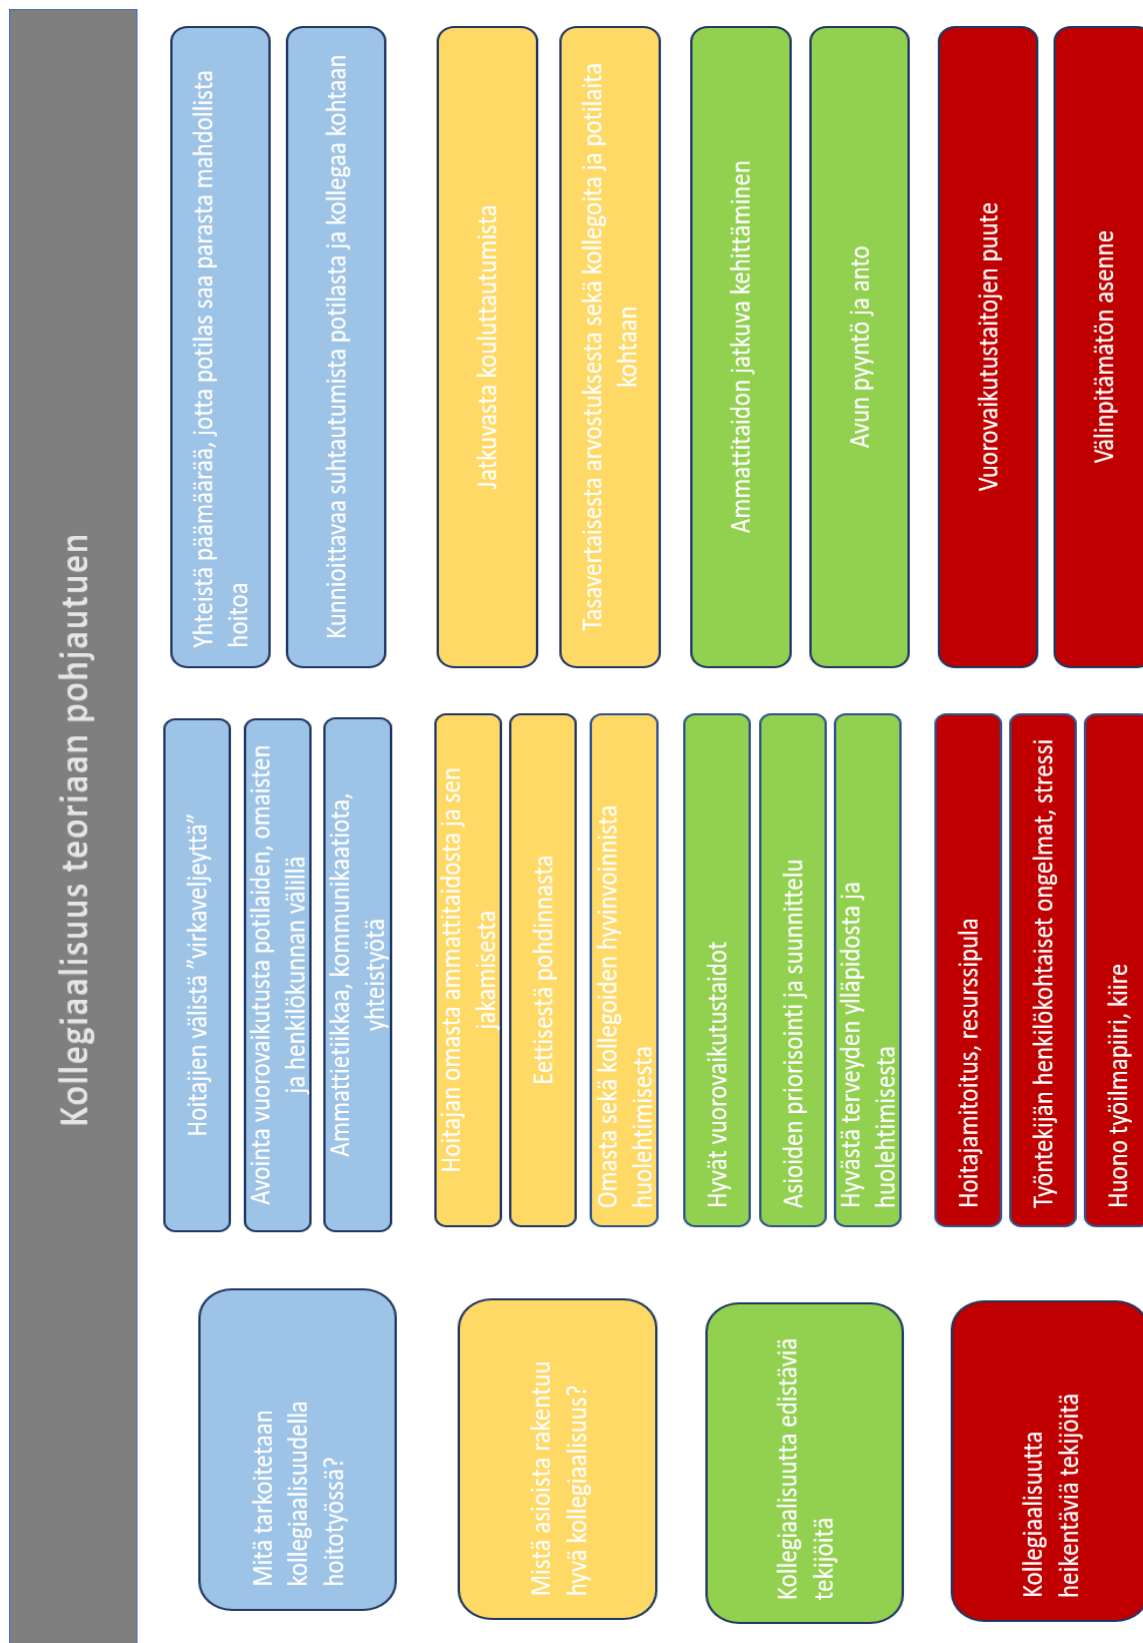 Kollegiaalisuus teoriaan pohjautuen
Mitä tarkoitetaan
kollegiaalisuudella
hoitotyössä?
Hoitajien välistä ”virkaveljeyttä”
Avointa vuorovaikutusta potilaiden, omaisten
ja henkilökunnan välillä
Ammattietiikkaa, kommunikaatiota,
yhteistyötä
Yhteistä päämäärää, jotta potilas saa parasta mahdollista
hoitoa
Kunnioittavaa suhtautumista potilasta ja kollegaa kohtaan
Mistä asioista rakentuu
hyvä kollegiaalisuus?
Hoitajan omasta ammattitaidosta ja sen
jakamisesta
Eettisestä pohdinnasta
Omasta sekä kollegoiden hyvinvoinnista
huolehtimisesta
Jatkuvasta kouluttautumista
Tasavertaisesta arvostuksesta sekä kollegoita ja potilaita
kohtaan
Kollegiaalisuutta edistäviä
tekijöitä
Hyvät vuorovaikutustaidot
Asioiden priorisointi ja suunnittelu
Hyvästä terveyden ylläpidosta ja
huolehtimisesta
Ammattitaidon jatkuva kehittäminen
Avun pyyntö ja anto
Kollegiaalisuutta
heikentäviä tekijöitä
Hoitajamitoitus, resurssipula
Työntekijän henkilökohtaiset ongelmat, stressi
Huono työilmapiiri, kiire
Vuorovaikutustaitojen puute
Välinpitämätön asenne